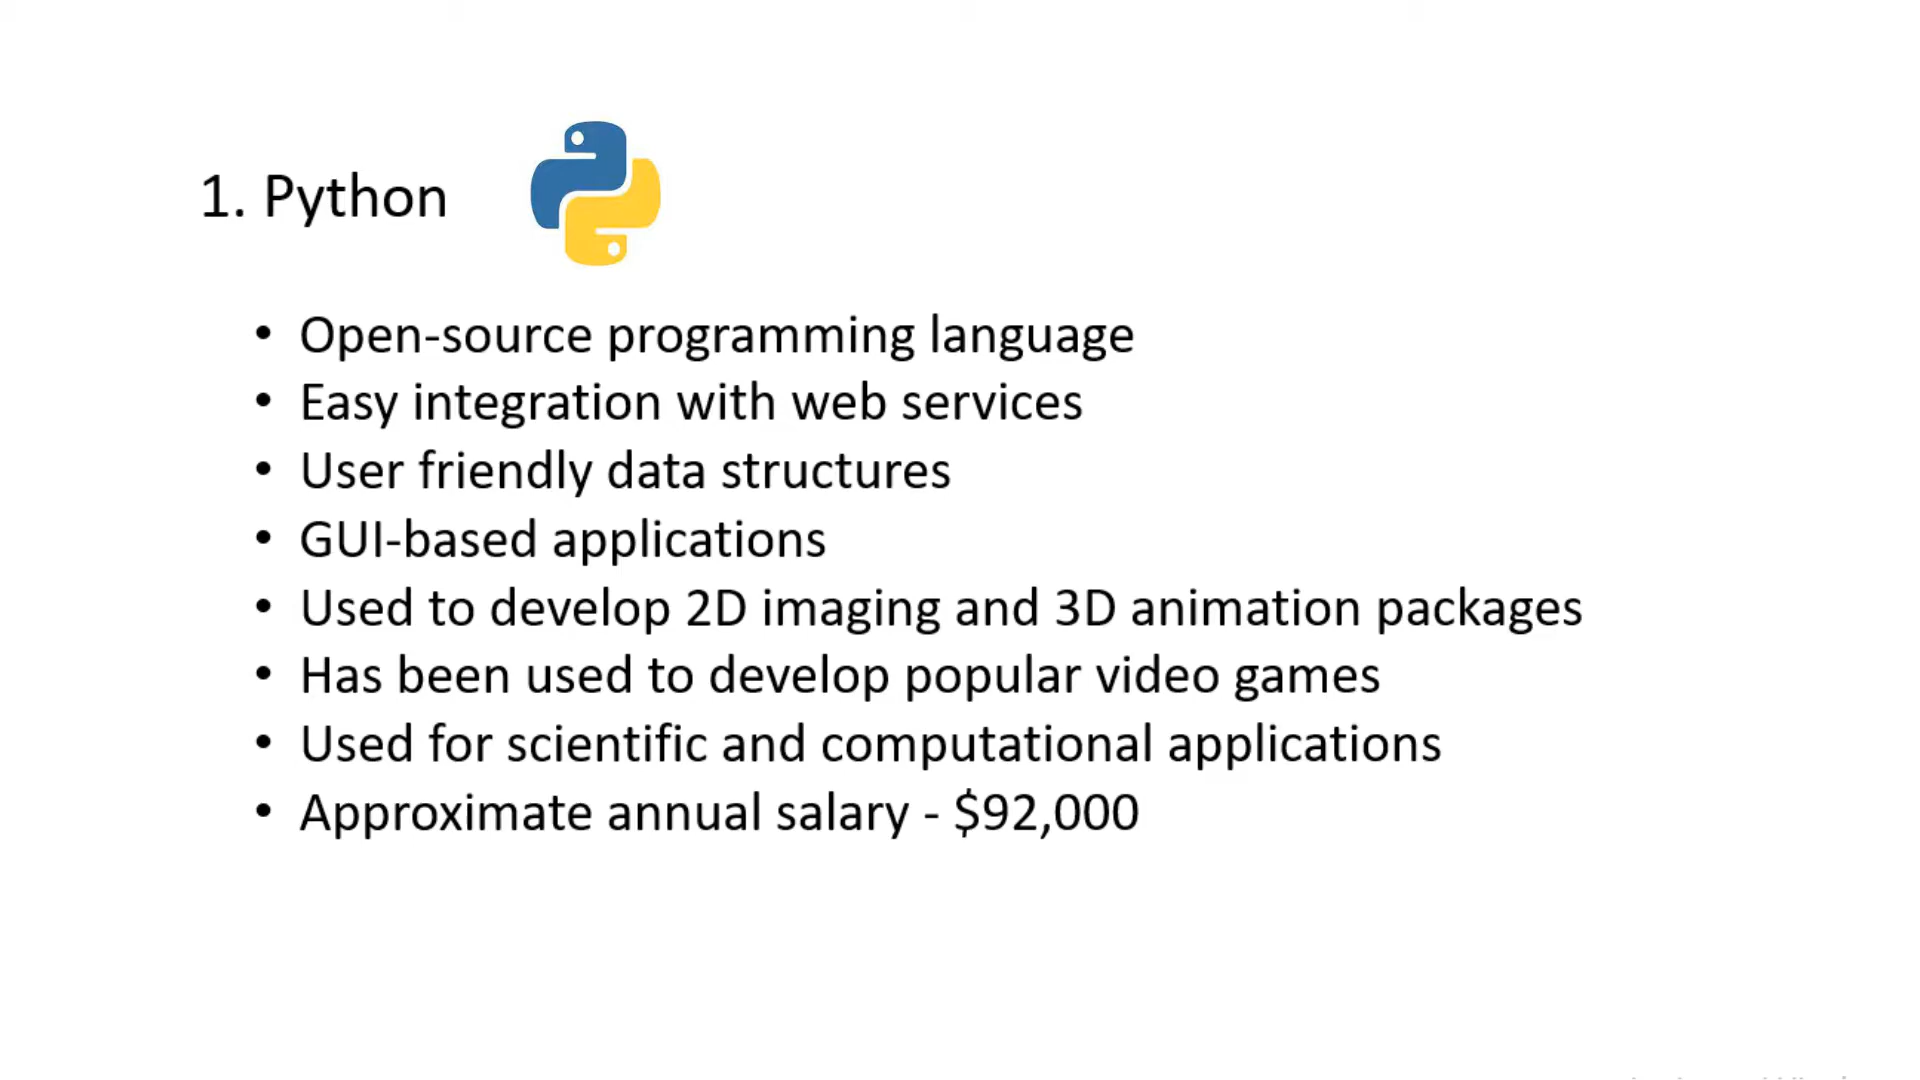 1. Python
• Open-source programming language
• Easy integration with web services
• User friendly data structures
• GUI-based applications
• Used to develop 2D imaging and 3D animation packages
• Has been used to develop popular video games
• Used for scientific and computational applications
• Approximate annual salary - $92,000